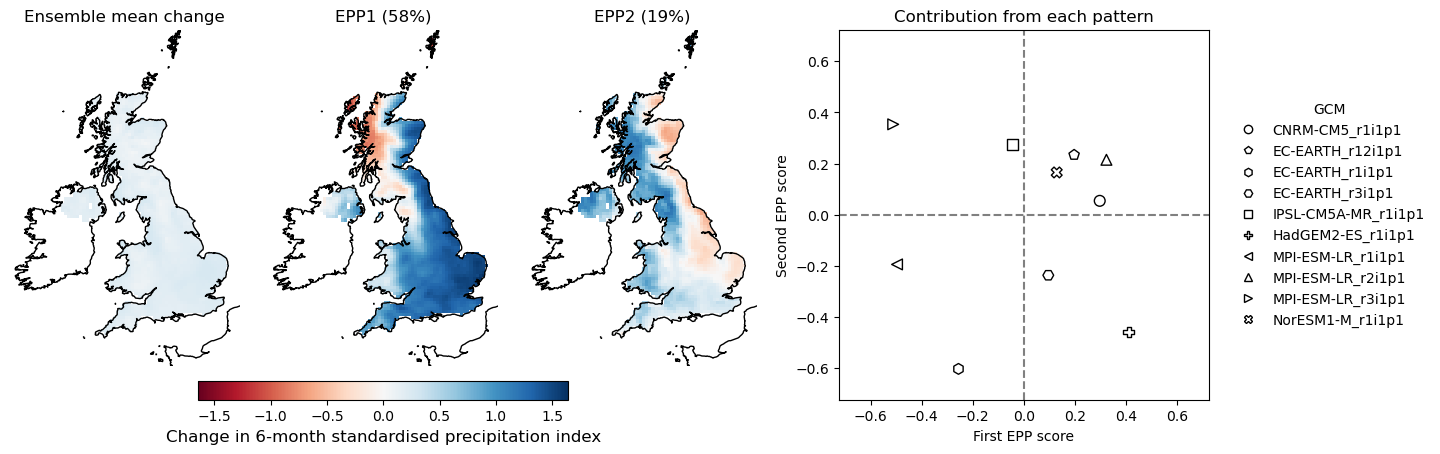 Ensemble mean change
EPP1 (58%)
EPP2 (19%)
−1.5 −1.0 −0.5 0.0 0.5 1.0 1.5
Change in 6-month standardised precipitation index
Contribution from each pattern
Second EPP score
0.6
0.4
0.2
0.0
−0.2
−0.4
−0.6
−0.6 −0.4 −0.2 0.0 0.2 0.4 0.6
First EPP score
GCM
CNRM-CM5_r1i1p1
EC-EARTH_r12i1p1
EC-EARTH_r1i1p1
EC-EARTH_r3i1p1
IPSL-CM5A-MR_r1i1p1
HadGEM2-ES_r1i1p1
MPI-ESM-LR_r1i1p1
MPI-ESM-LR_r2i1p1
MPI-ESM-LR_r3i1p1
NorESM1-M_r1i1p1